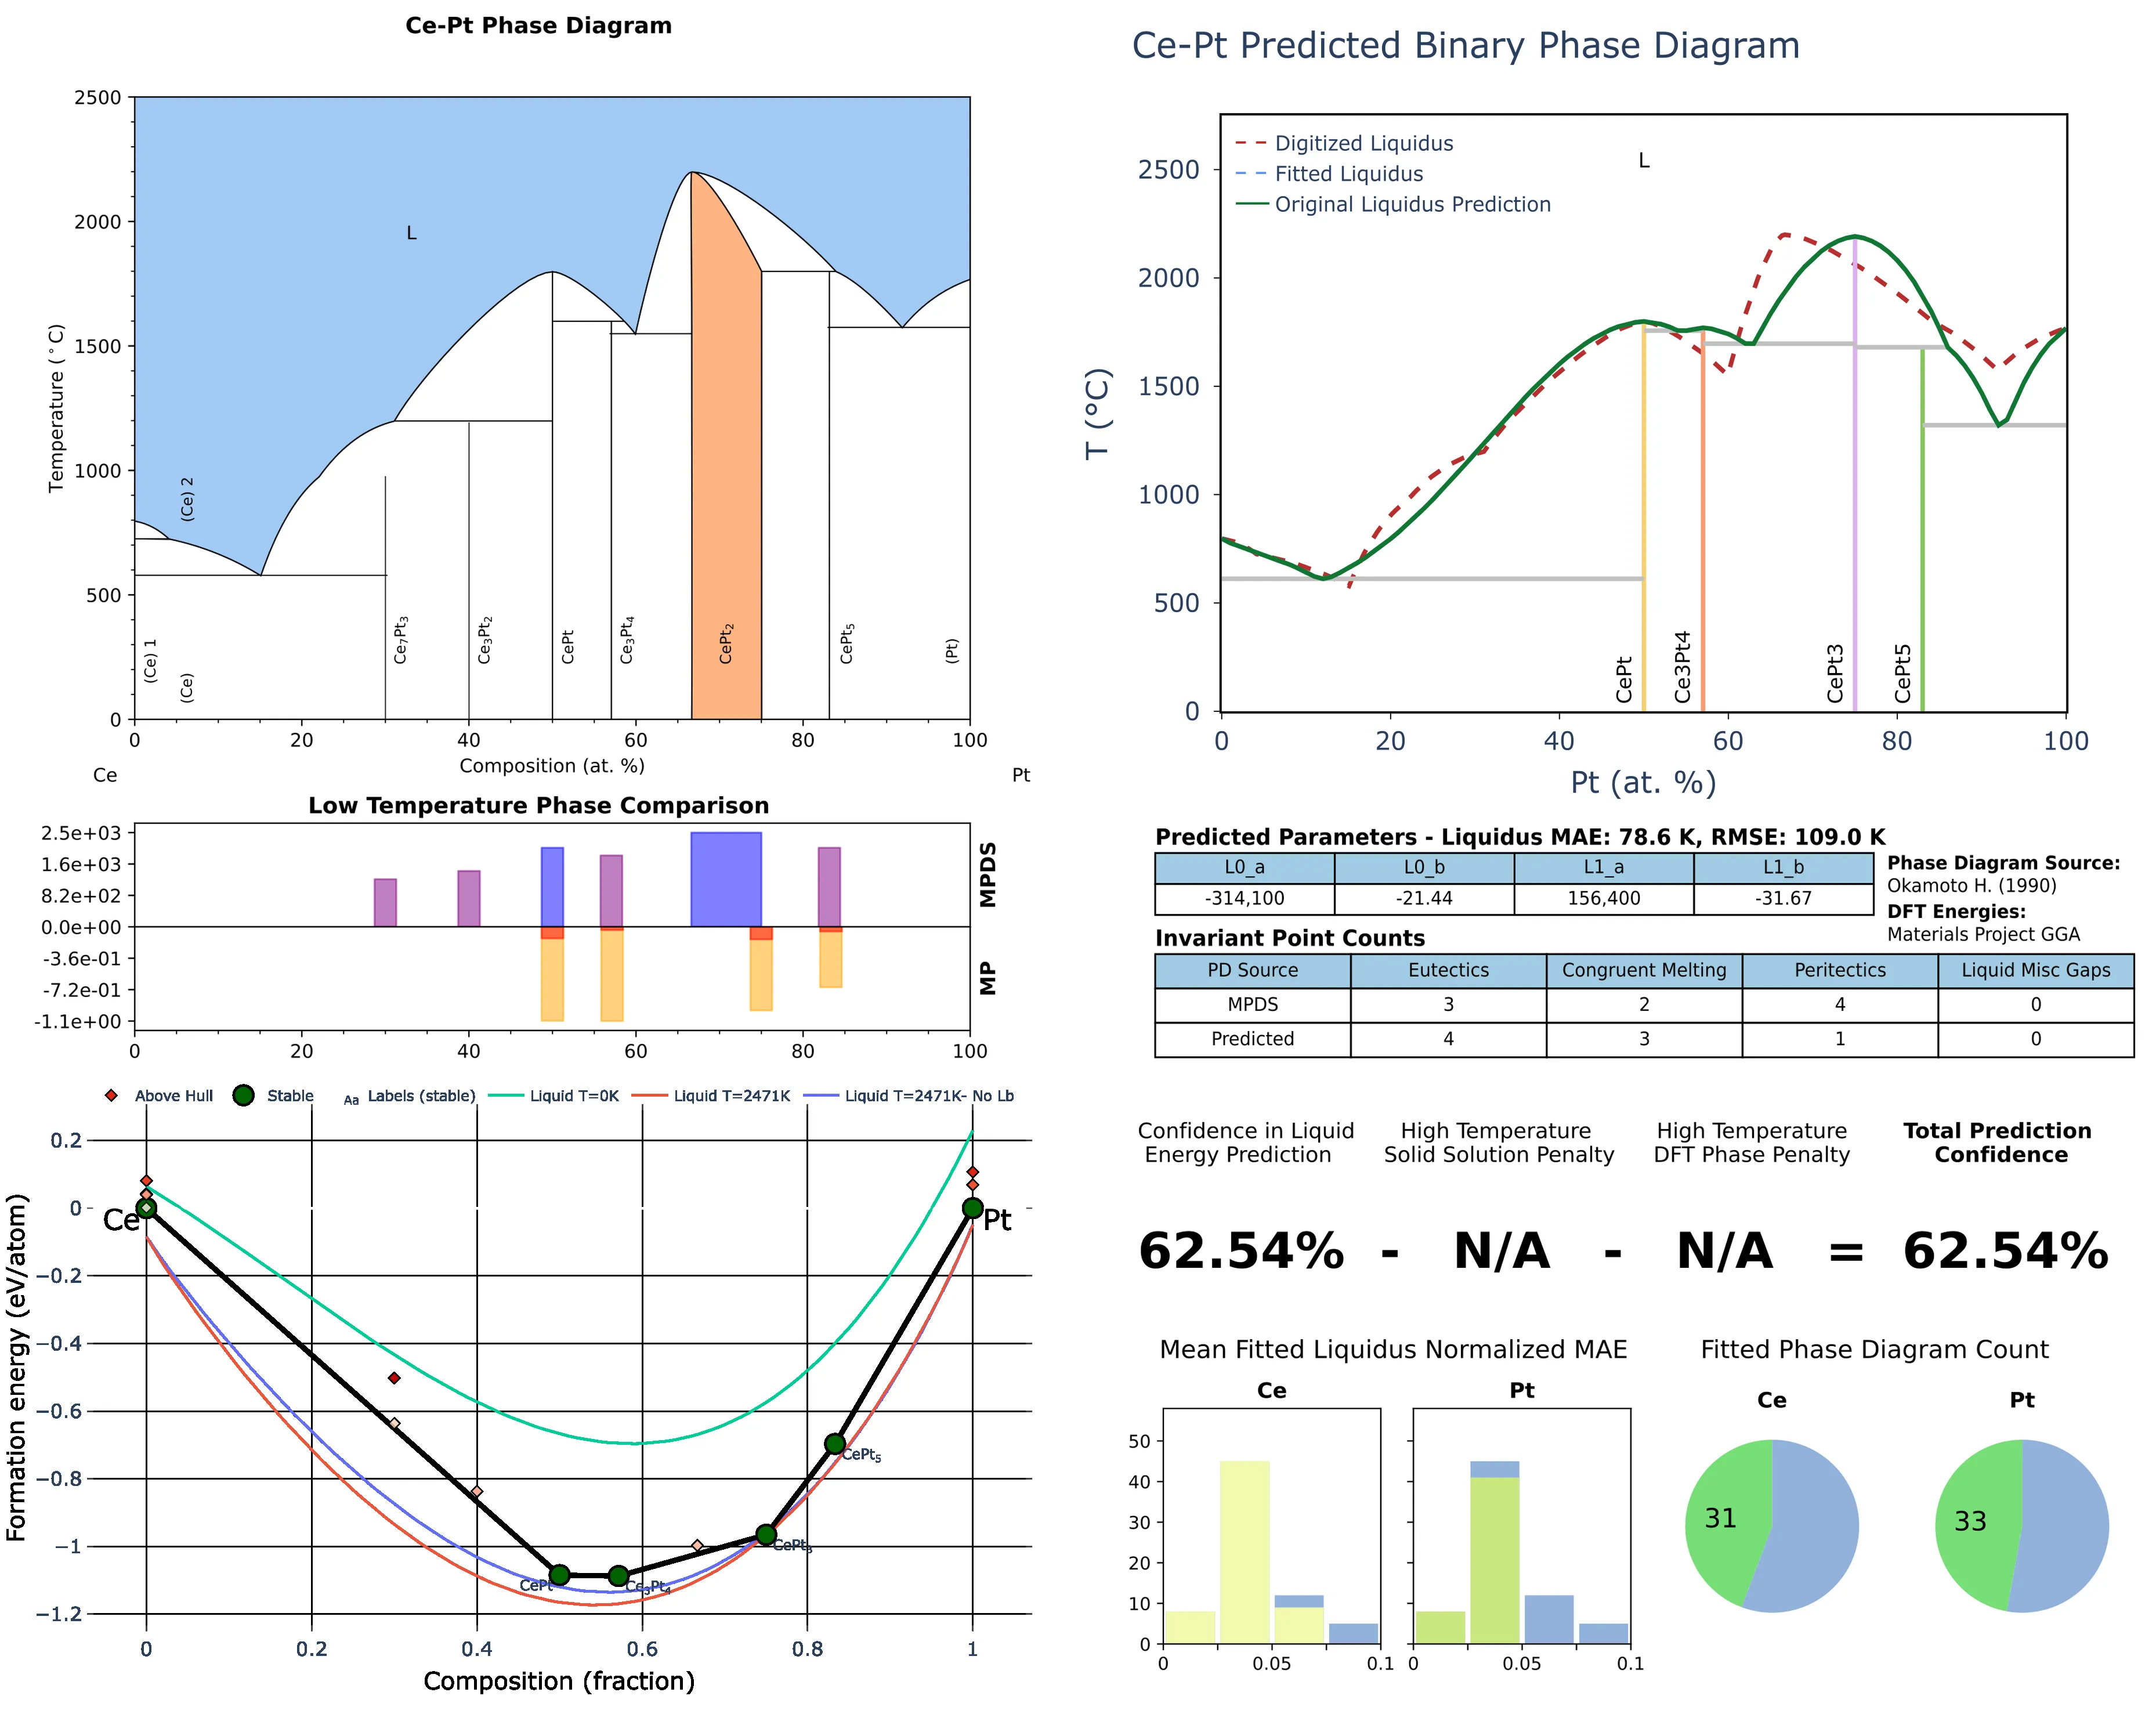 Ce-Pt Phase Diagram
2500
2000
1500
1000
500
0
Temperature (°C)
L
(Ce) 2
(Ce) 1
(Ce)
Ce7Pt3
Ce3Pt2
CePt
Ce3Pt4
CePt2
CePt5
(Pt)
0 20 40 60 80 100
Composition (at. %)
Ce Pt
Ce-Pt Predicted Binary Phase Diagram
Digitized Liquidus
Fitted Liquidus
Original Liquidus Prediction
L
2500
2000
1500
1000
500
0
T (°C)
CePt
Ce3Pt4
CePt3
CePt5
0 20 40 60 80 100
Pt (at. %)
Low Temperature Phase Comparison
2.5e+03
1.6e+03
8.2e+02
0.0e+00
-3.6e-01
-7.2e-01
-1.1e+00
MPDS
MP
0 20 40 60 80 100
Predicted Parameters - Liquidus MAE: 78.6 K, RMSE: 109.0 K
L0_a L0_b L1_a L1_b
-314,100 -21.44 156,400 -31.67
Phase Diagram Source:
Okamoto H. (1990)
DFT Energies:
Materials Project GGA
Invariant Point Counts
PD Source Eutectics Congruent Melting Peritectics Liquid Misc Gaps
MPDS 3 2 4 0
Predicted 4 3 1 0
Above Hull Stable Aa Labels (stable) Liquid T=0K Liquid T=2471K Liquid T=2471K- No Lb
0.2
0
−0.2
−0.4
−0.6
−0.8
−1
−1.2
Formation energy (eV/atom)
Ce
Pt
CePt
Ce3Pt4
CePt3
CePt5
0 0.2 0.4 0.6 0.8 1
Composition (fraction)
Confidence in Liquid
Energy Prediction
High Temperature
Solid Solution Penalty
High Temperature
DFT Phase Penalty
Total Prediction
Confidence
62.54% - N/A - N/A = 62.54%
Mean Fitted Liquidus Normalized MAE
Ce
Pt
50
40
30
20
10
0
0 0.05 0.1
0 0.05 0.1
Fitted Phase Diagram Count
Ce
Pt
31
33